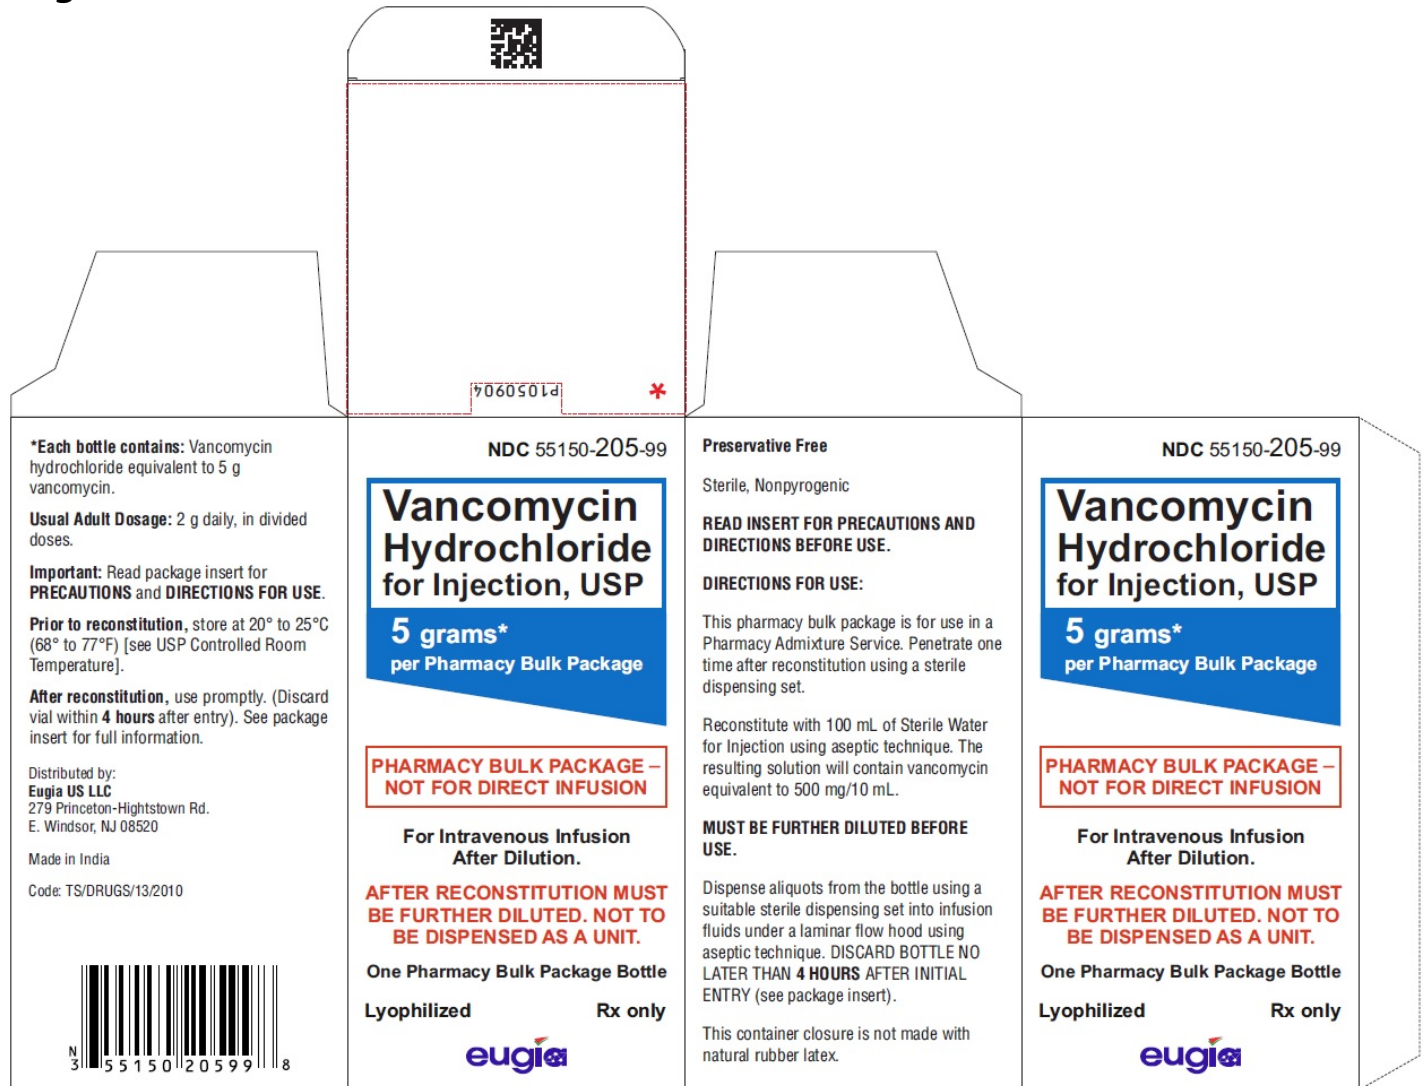 P1050904
*
*Each bottle contains: Vancomycin
hydrochloride equivalent to 5 g
vancomycin.
Usual Adult Dosage: 2 g daily, in divided
doses.
Important: Read package insert for
PRECAUTIONS and DIRECTIONS FOR USE.
Prior to reconstitution, store at 20° to 25°C
(68° to 77°F) [see USP Controlled Room
Temperature].
After reconstitution, use promptly. (Discard
vial within 4 hours after entry). See package
insert for full information.
Distributed by:
Eugia US LLC
279 Princeton-Hightstown Rd.
E. Windsor, NJ 08520
Made in India
Code: TS/DRUGS/13/2010
N
3 55150 20599 8
NDC 55150-205-99
Vancomycin
Hydrochloride
for Injection, USP
5 grams*
per Pharmacy Bulk Package
PHARMACY BULK PACKAGE –
NOT FOR DIRECT INFUSION
For Intravenous Infusion
After Dilution.
AFTER RECONSTITUTION MUST
BE FURTHER DILUTED. NOT TO
BE DISPENSED AS A UNIT.
One Pharmacy Bulk Package Bottle
Lyophilized Rx only
eugia
Preservative Free
Sterile, Nonpyrogenic
READ INSERT FOR PRECAUTIONS AND
DIRECTIONS BEFORE USE.
DIRECTIONS FOR USE:
This pharmacy bulk package is for use in a
Pharmacy Admixture Service. Penetrate one
time after reconstitution using a sterile
dispensing set.
Reconstitute with 100 mL of Sterile Water
for Injection using aseptic technique. The
resulting solution will contain vancomycin
equivalent to 500 mg/10 mL.
MUST BE FURTHER DILUTED BEFORE
USE.
Dispense aliquots from the bottle using a
suitable sterile dispensing set into infusion
fluids under a laminar flow hood using
aseptic technique. DISCARD BOTTLE NO
LATER THAN 4 HOURS AFTER INITIAL
ENTRY (see package insert).
This container closure is not made with
natural rubber latex.
NDC 55150-205-99
Vancomycin
Hydrochloride
for Injection, USP
5 grams*
per Pharmacy Bulk Package
PHARMACY BULK PACKAGE –
NOT FOR DIRECT INFUSION
For Intravenous Infusion
After Dilution.
AFTER RECONSTITUTION MUST
BE FURTHER DILUTED. NOT TO
BE DISPENSED AS A UNIT.
One Pharmacy Bulk Package Bottle
Lyophilized Rx only
eugia